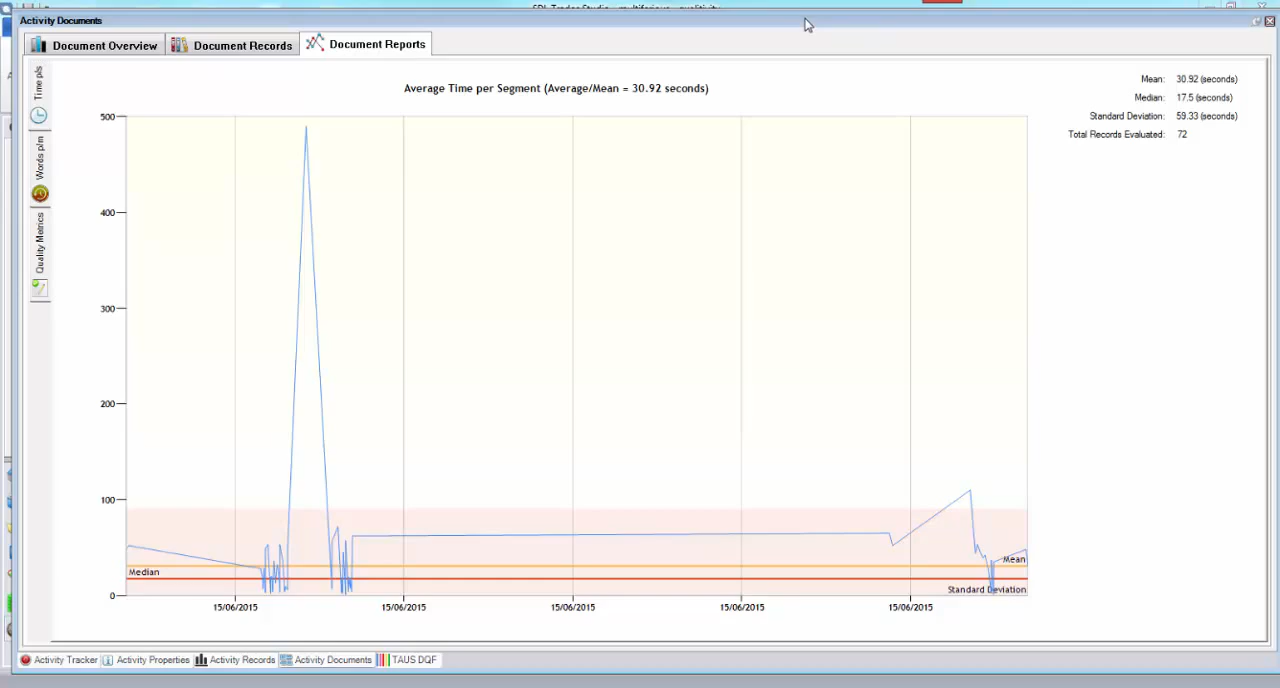 Activity Documents
Document Overview
Document Records
Document Reports
Time p/s
Words p/m
Quality Metrics
Average Time per Segment (Average/Mean = 30.92 seconds)
Mean: 30.92 (seconds)
Median: 17.5 (seconds)
Standard Deviation: 59.33 (seconds)
Total Records Evaluated: 72
500
400
300
200
100
0
Mean
Median
Standard Deviation
15/06/2015 15/06/2015 15/06/2015 15/06/2015 15/06/2015
Activity Tracker Activity Properties Activity Records Activity Documents TAUS DQF